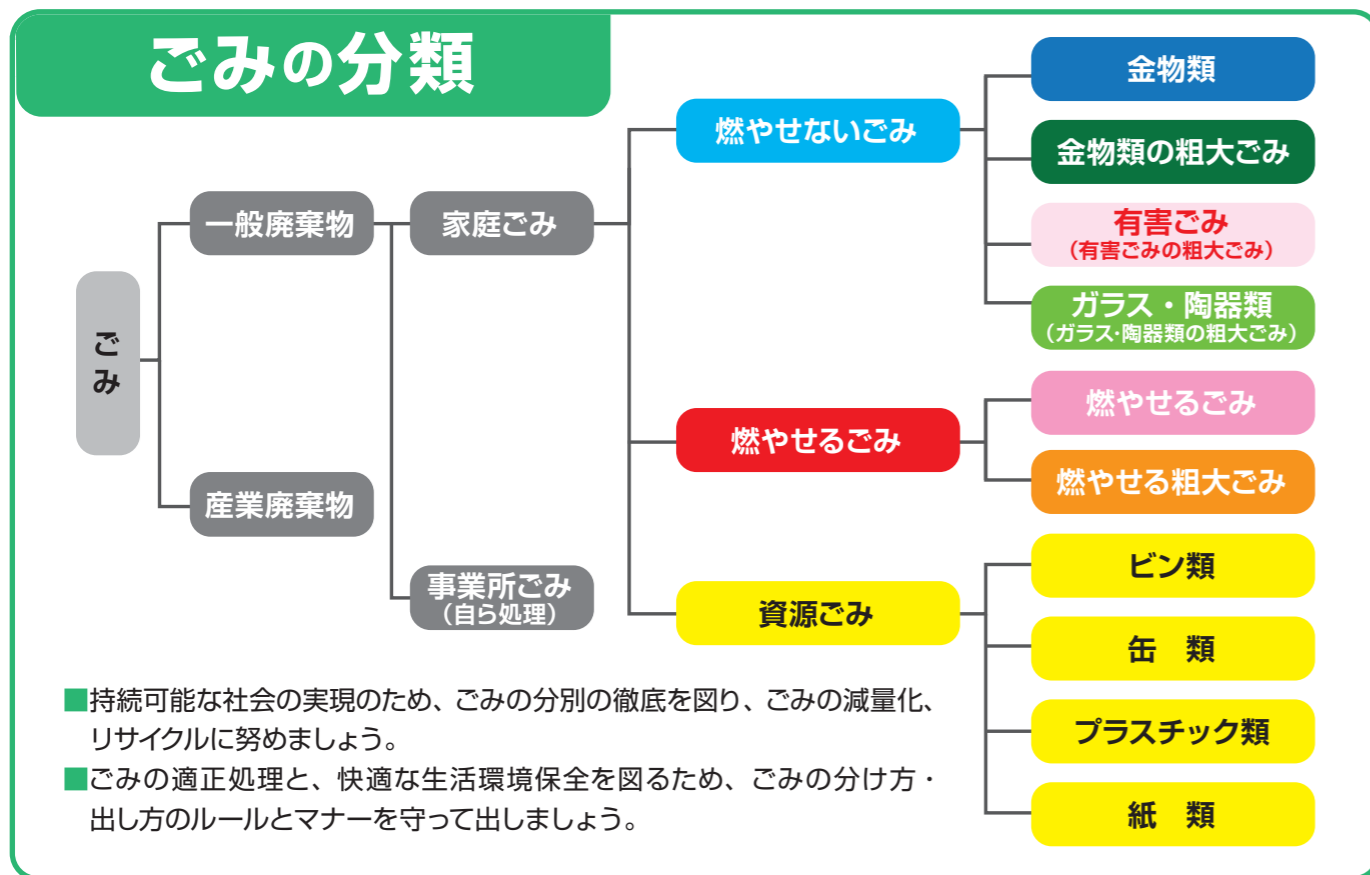 ごみの分類
ごみ
一般廃棄物
産業廃棄物
家庭ごみ
事業所ごみ
（自ら処理）
燃やせないごみ
金物類
金物類の粗大ごみ
有害ごみ
（有害ごみの粗大ごみ）
ガラス・陶器類
（ガラス・陶器類の粗大ごみ）
燃やせるごみ
燃やせるごみ
燃やせる粗大ごみ
資源ごみ
ビン類
缶　類
プラスチック類
紙　類
■持続可能な社会の実現のため、ごみの分別の徹底を図り、ごみの減量化、
リサイクルに努めましょう。
■ごみの適正処理と、快適な生活環境保全を図るため、ごみの分け方・
出し方のルールとマナーを守って出しましょう。